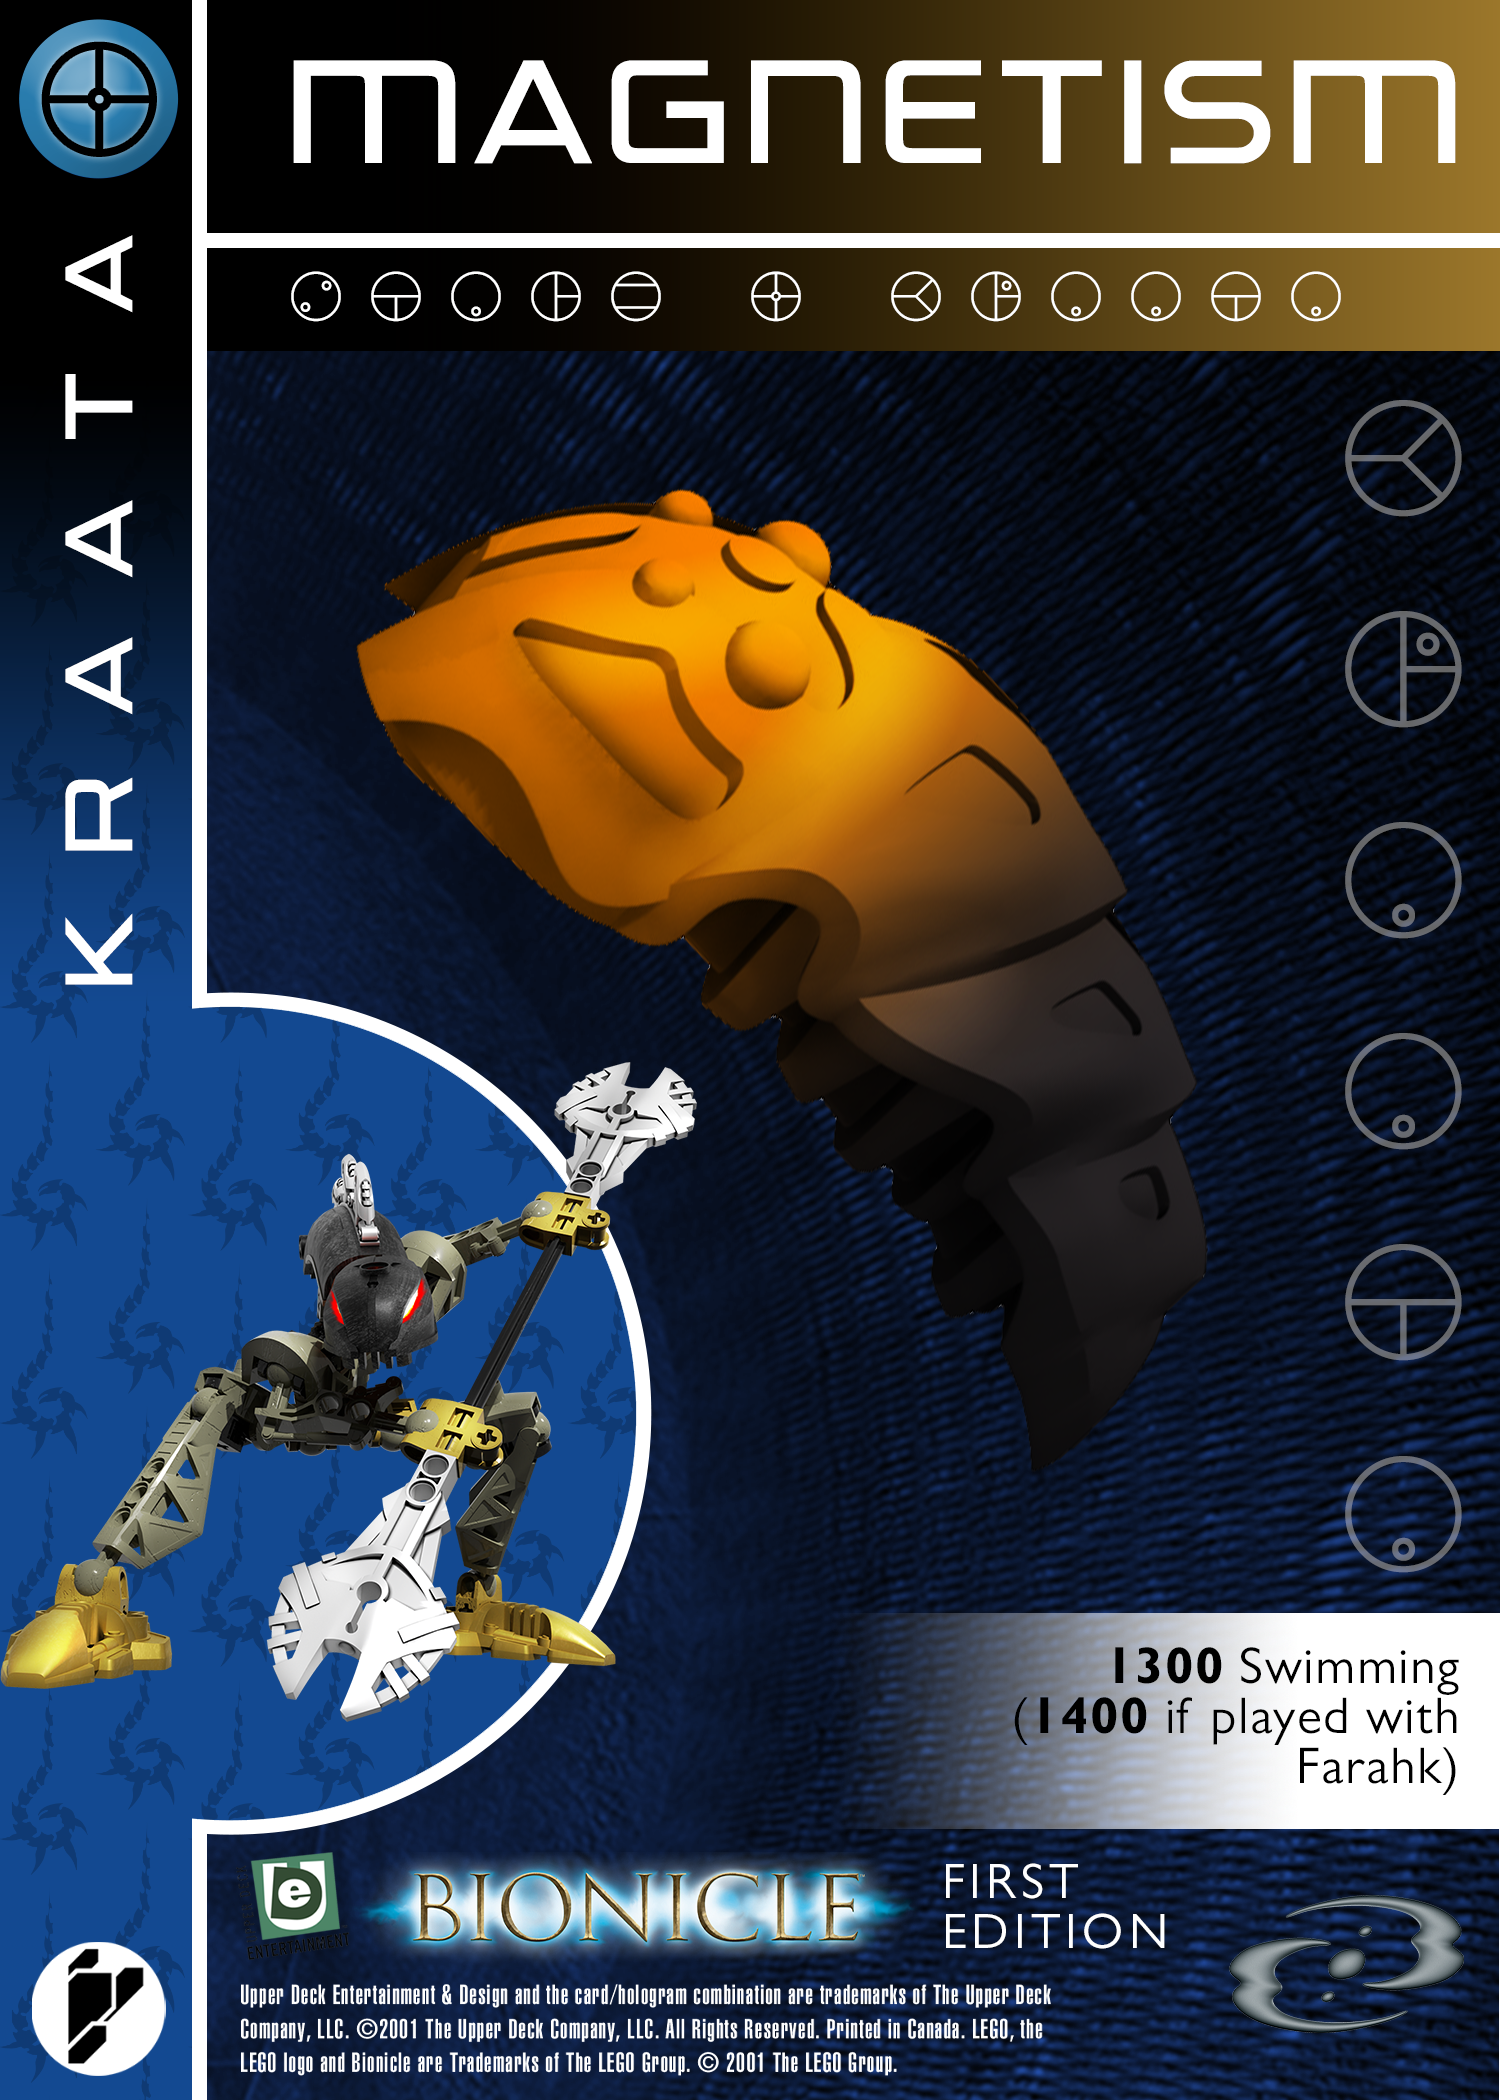 MAGNETISM
KRAATA
1300 Swimming
(1400 if played with
Farahk)
e
ENTERTAINMENT
BIONICLE
FIRST
EDITION
Upper Deck Entertainment & Design and the card/hologram combination are trademarks of The Upper Deck
Company, LLC. ©2001 The Upper Deck Company, LLC. All Rights Reserved. Printed in Canada. LEGO, the
LEGO logo and Bionicle are Trademarks of The LEGO Group. © 2001 The LEGO Group.